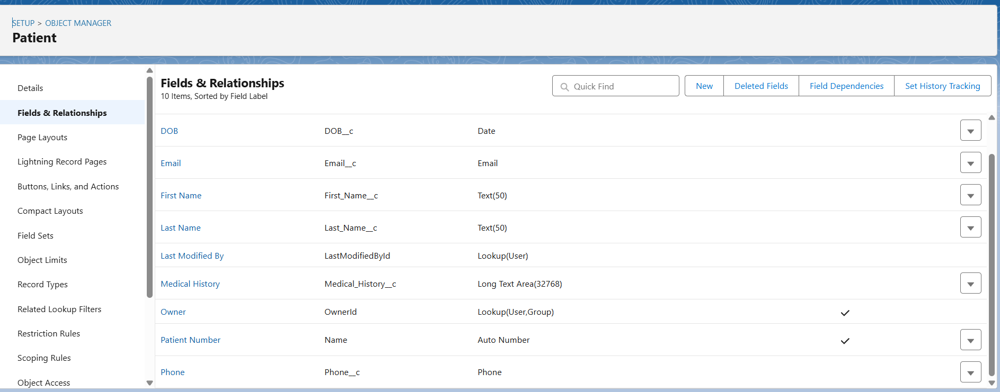 SETUP > OBJECT MANAGER
Patient
Details
Fields & Relationships
Page Layouts
Lightning Record Pages
Buttons, Links, and Actions
Compact Layouts
Field Sets
Object Limits
Record Types
Related Lookup Filters
Restriction Rules
Scoping Rules
Object Access
Fields & Relationships
10 Items, Sorted by Field Label
Quick Find
New
Deleted Fields
Field Dependencies
Set History Tracking
DOB DOB__c Date
Email Email__c Email
First Name First_Name__c Text(50)
Last Name Last_Name__c Text(50)
Last Modified By LastModifiedById Lookup(User)
Medical History Medical_History__c Long Text Area(32768)
Owner OwnerId Lookup(User,Group)
Patient Number Name Auto Number
Phone Phone__c Phone